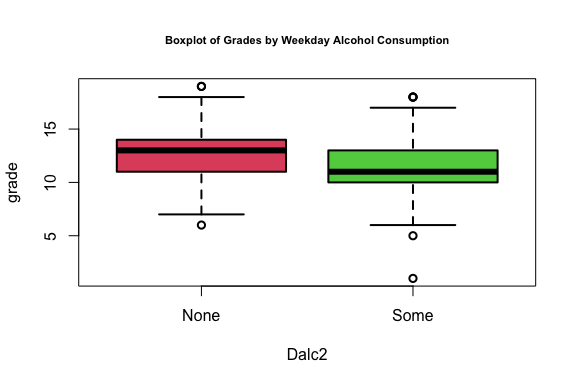 Boxplot of Grades by Weekday Alcohol Consumption
grade
15
10
5
None
Some
Dalc2